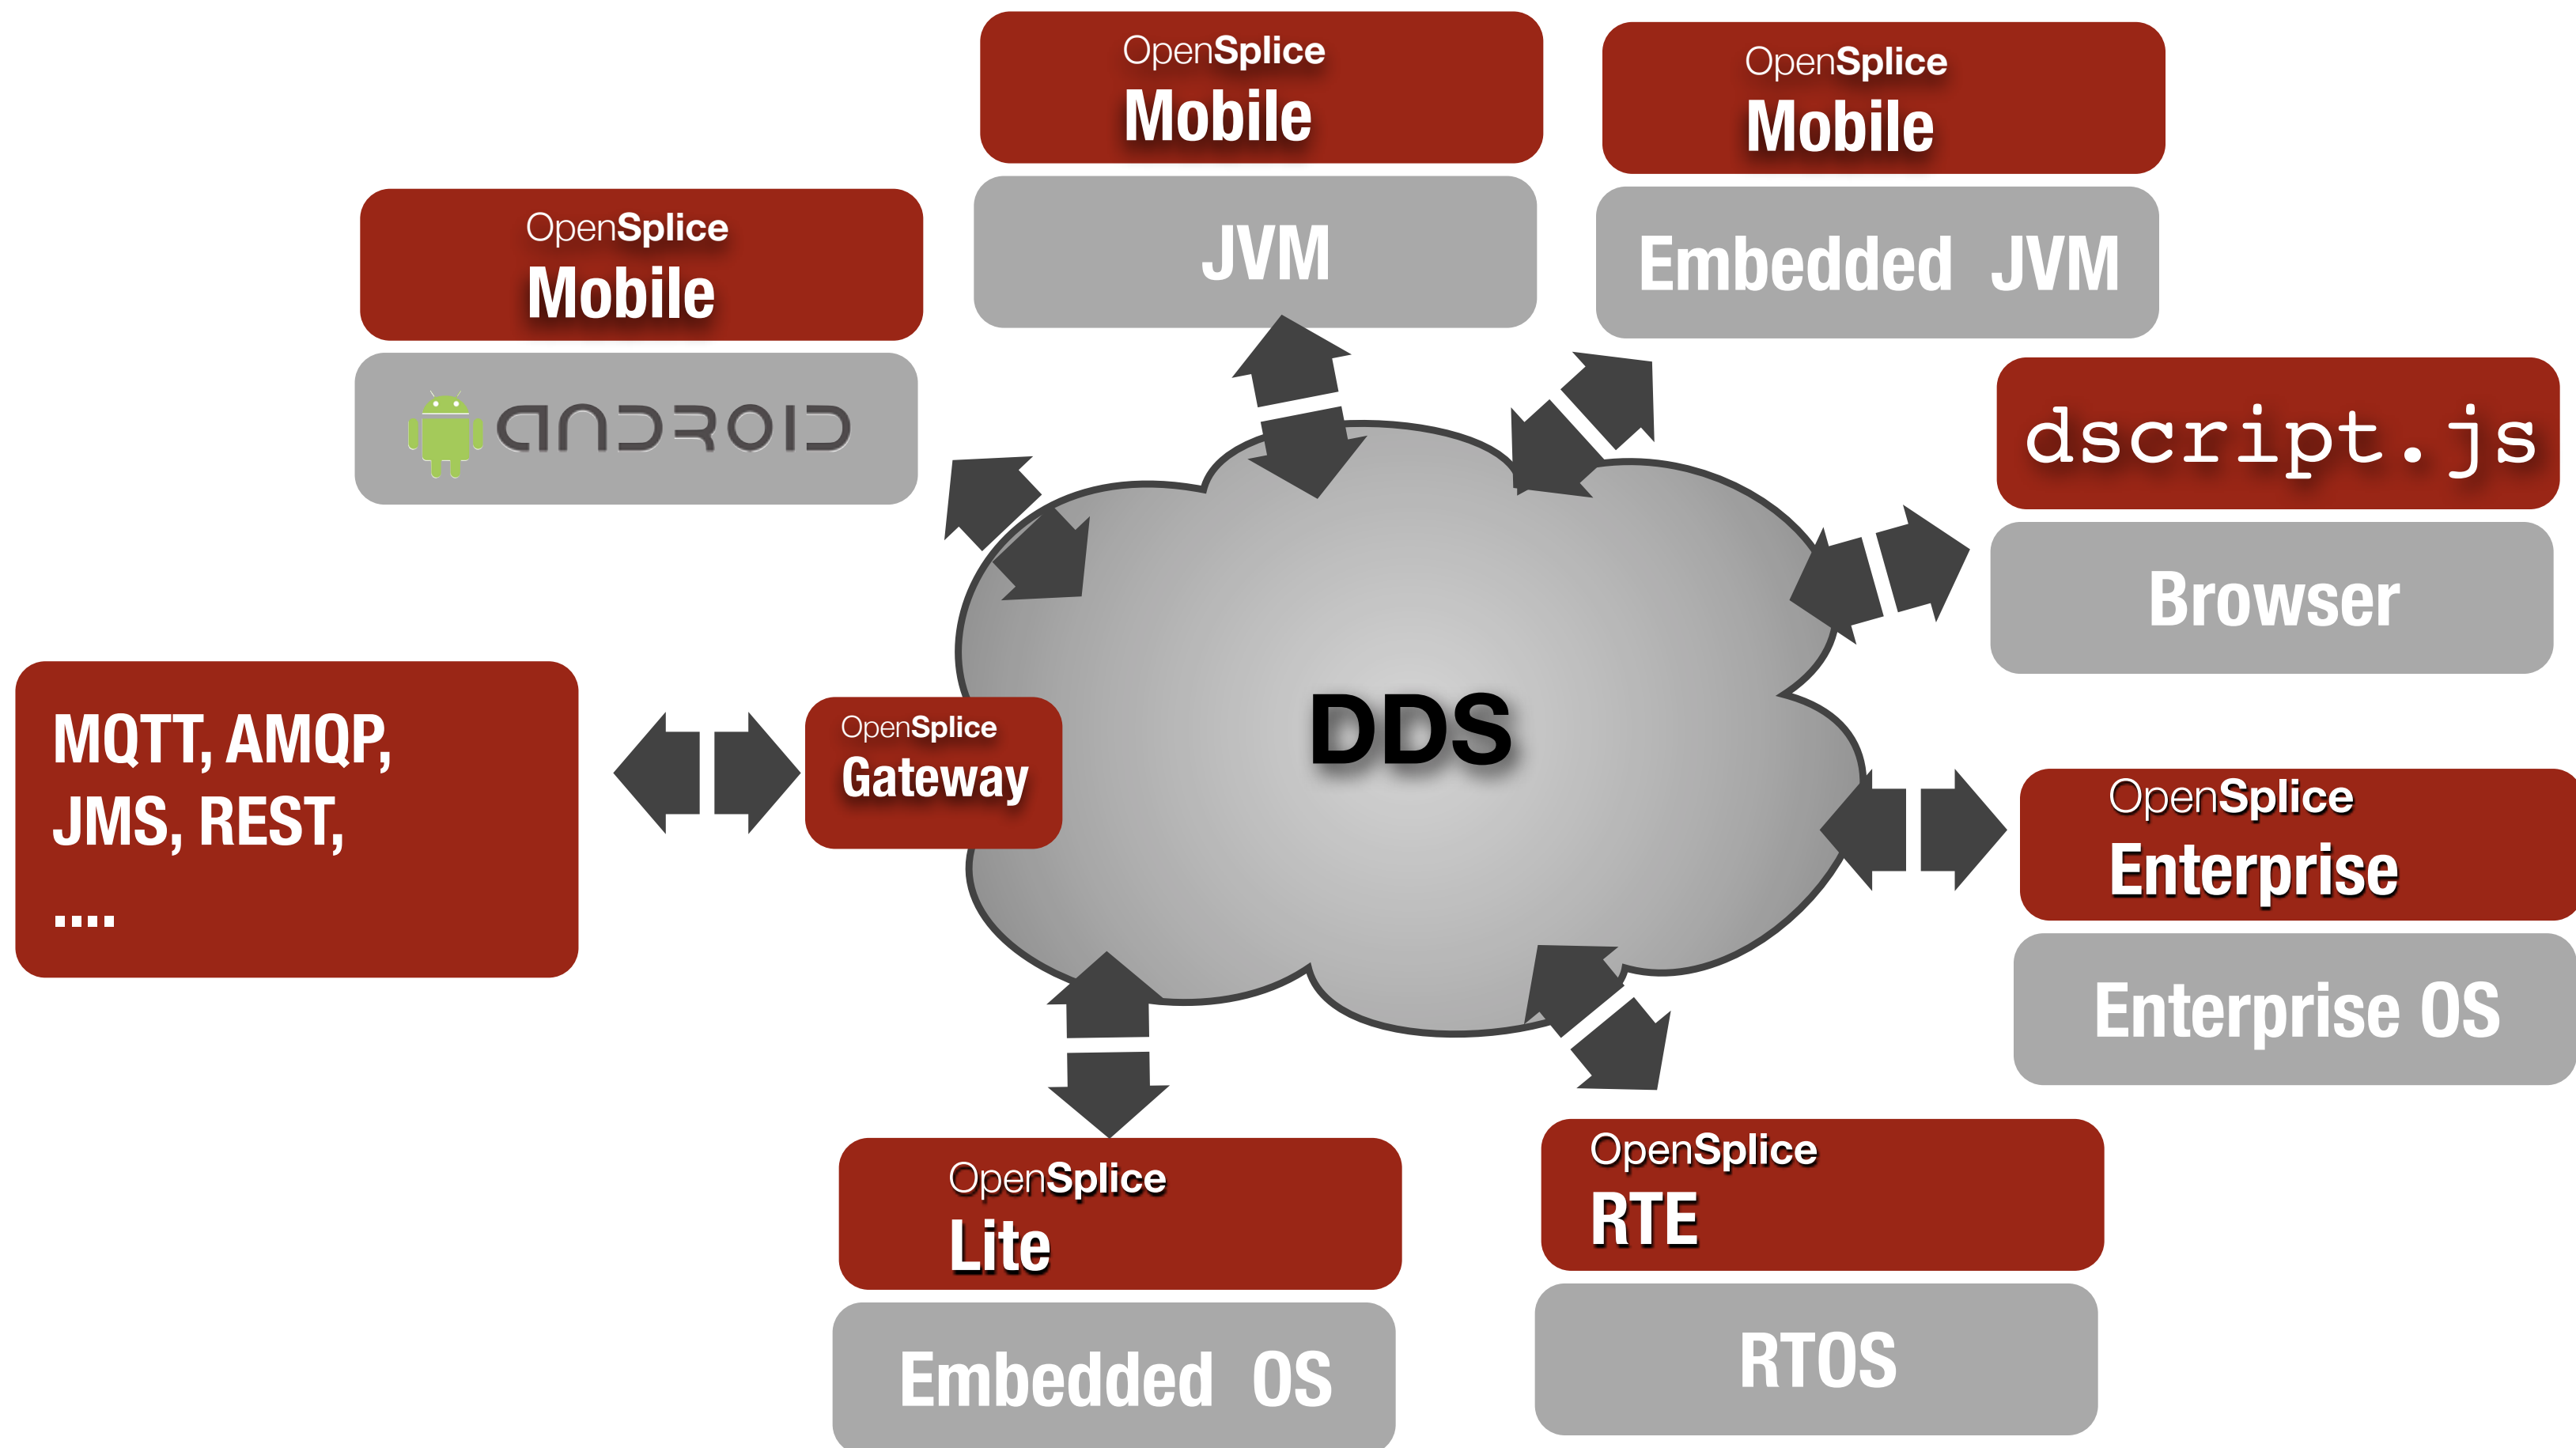 OpenSplice
Mobile
JVM
OpenSplice
Mobile
Embedded JVM
OpenSplice
Mobile
ANDROID
dscript.js
Browser
MQTT, AMQP,
JMS, REST,
....
OpenSplice
Gateway
DDS
OpenSplice
Enterprise
Enterprise OS
OpenSplice
Lite
Embedded OS
OpenSplice
RTE
RTOS